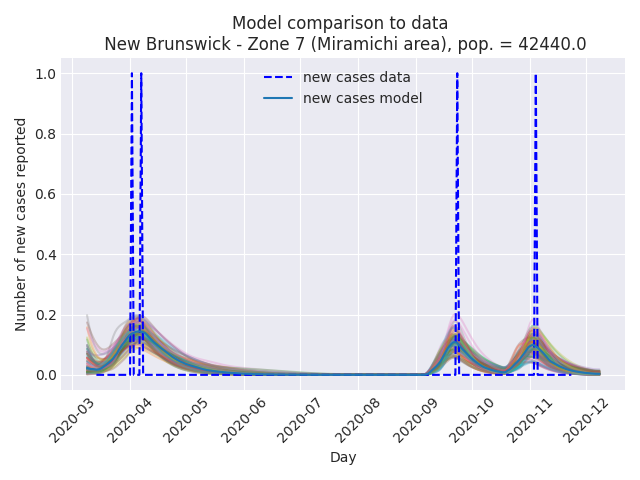 Model comparison to data
New Brunswick - Zone 7 (Miramichi area), pop. = 42440.0
new cases data
new cases model
Number of new cases reported
1.0
0.8
0.6
0.4
0.2
0.0
2020-03
2020-04
2020-05
2020-06
2020-07
2020-08
2020-09
2020-10
2020-11
2020-12
Day